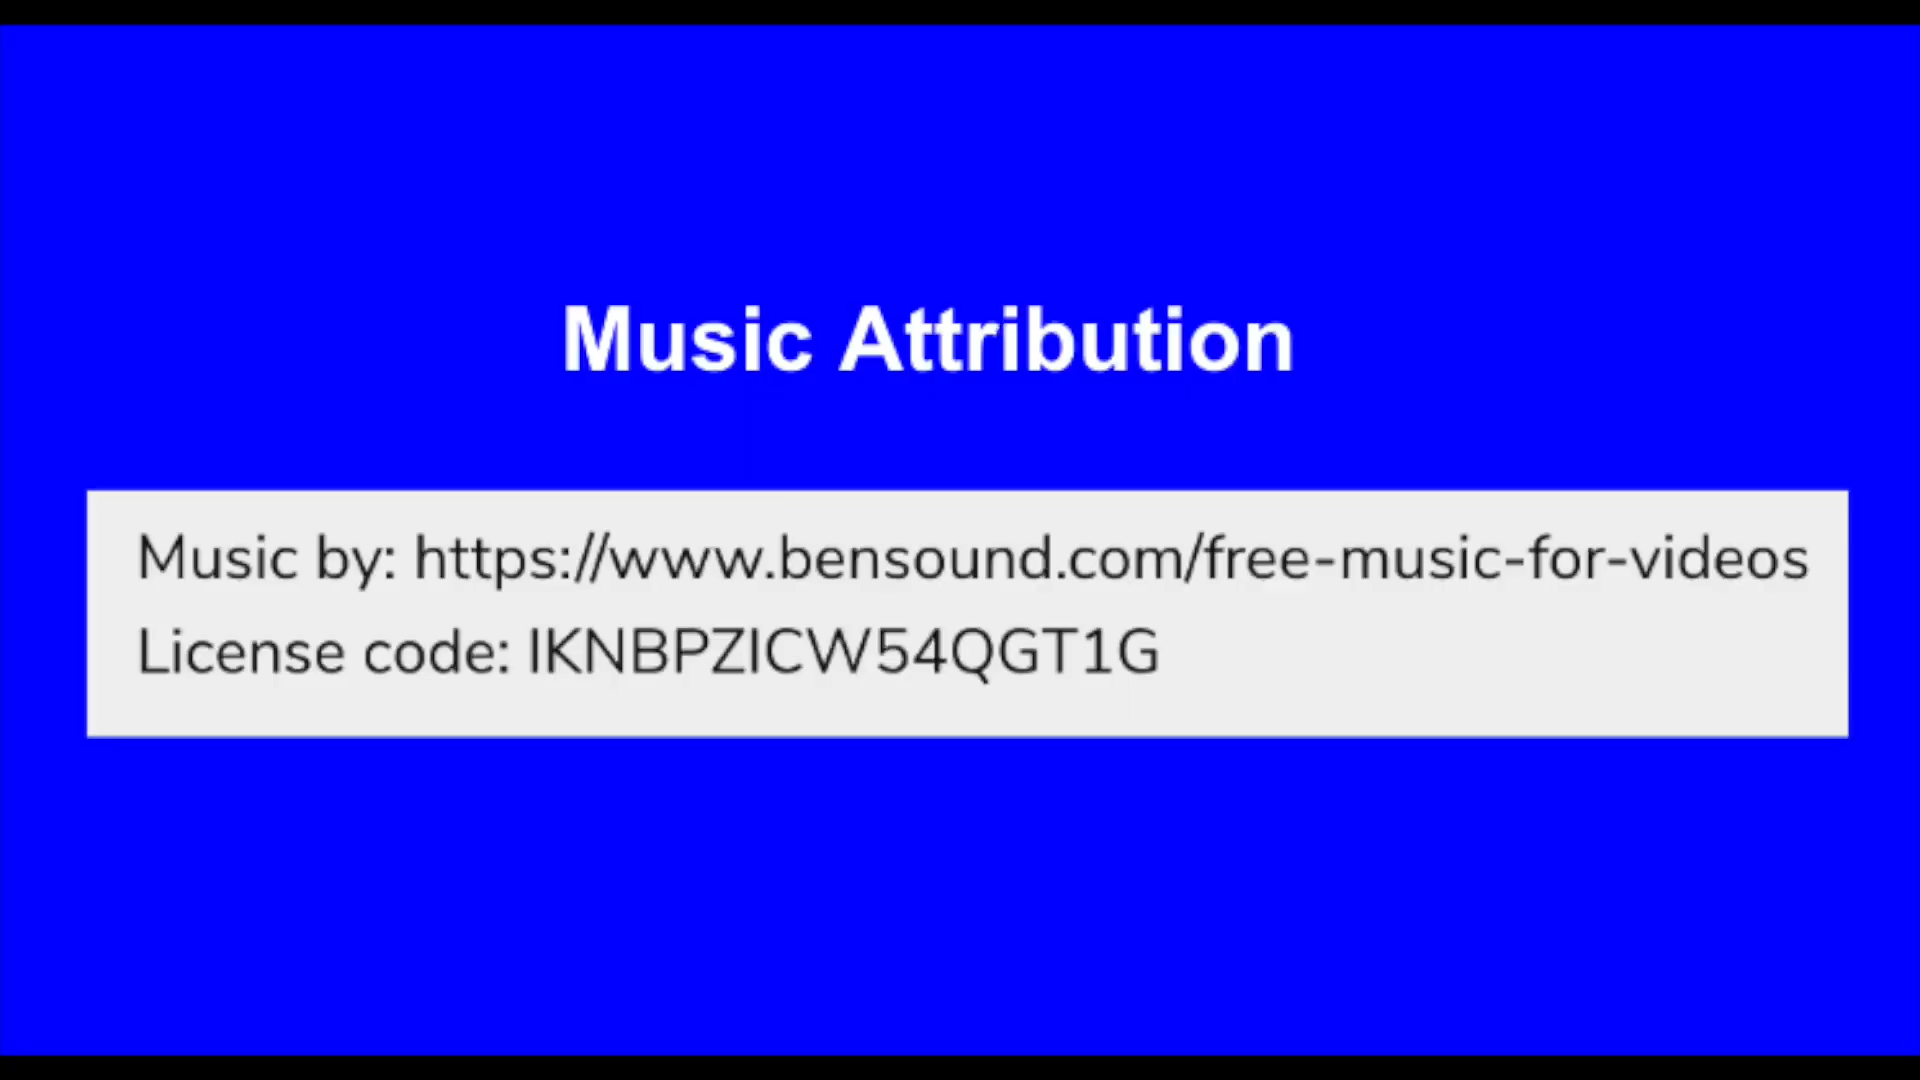 Music Attribution
Music by: https://www.bensound.com/free-music-for-videos
License code: IKNBPZICW54QGT1G